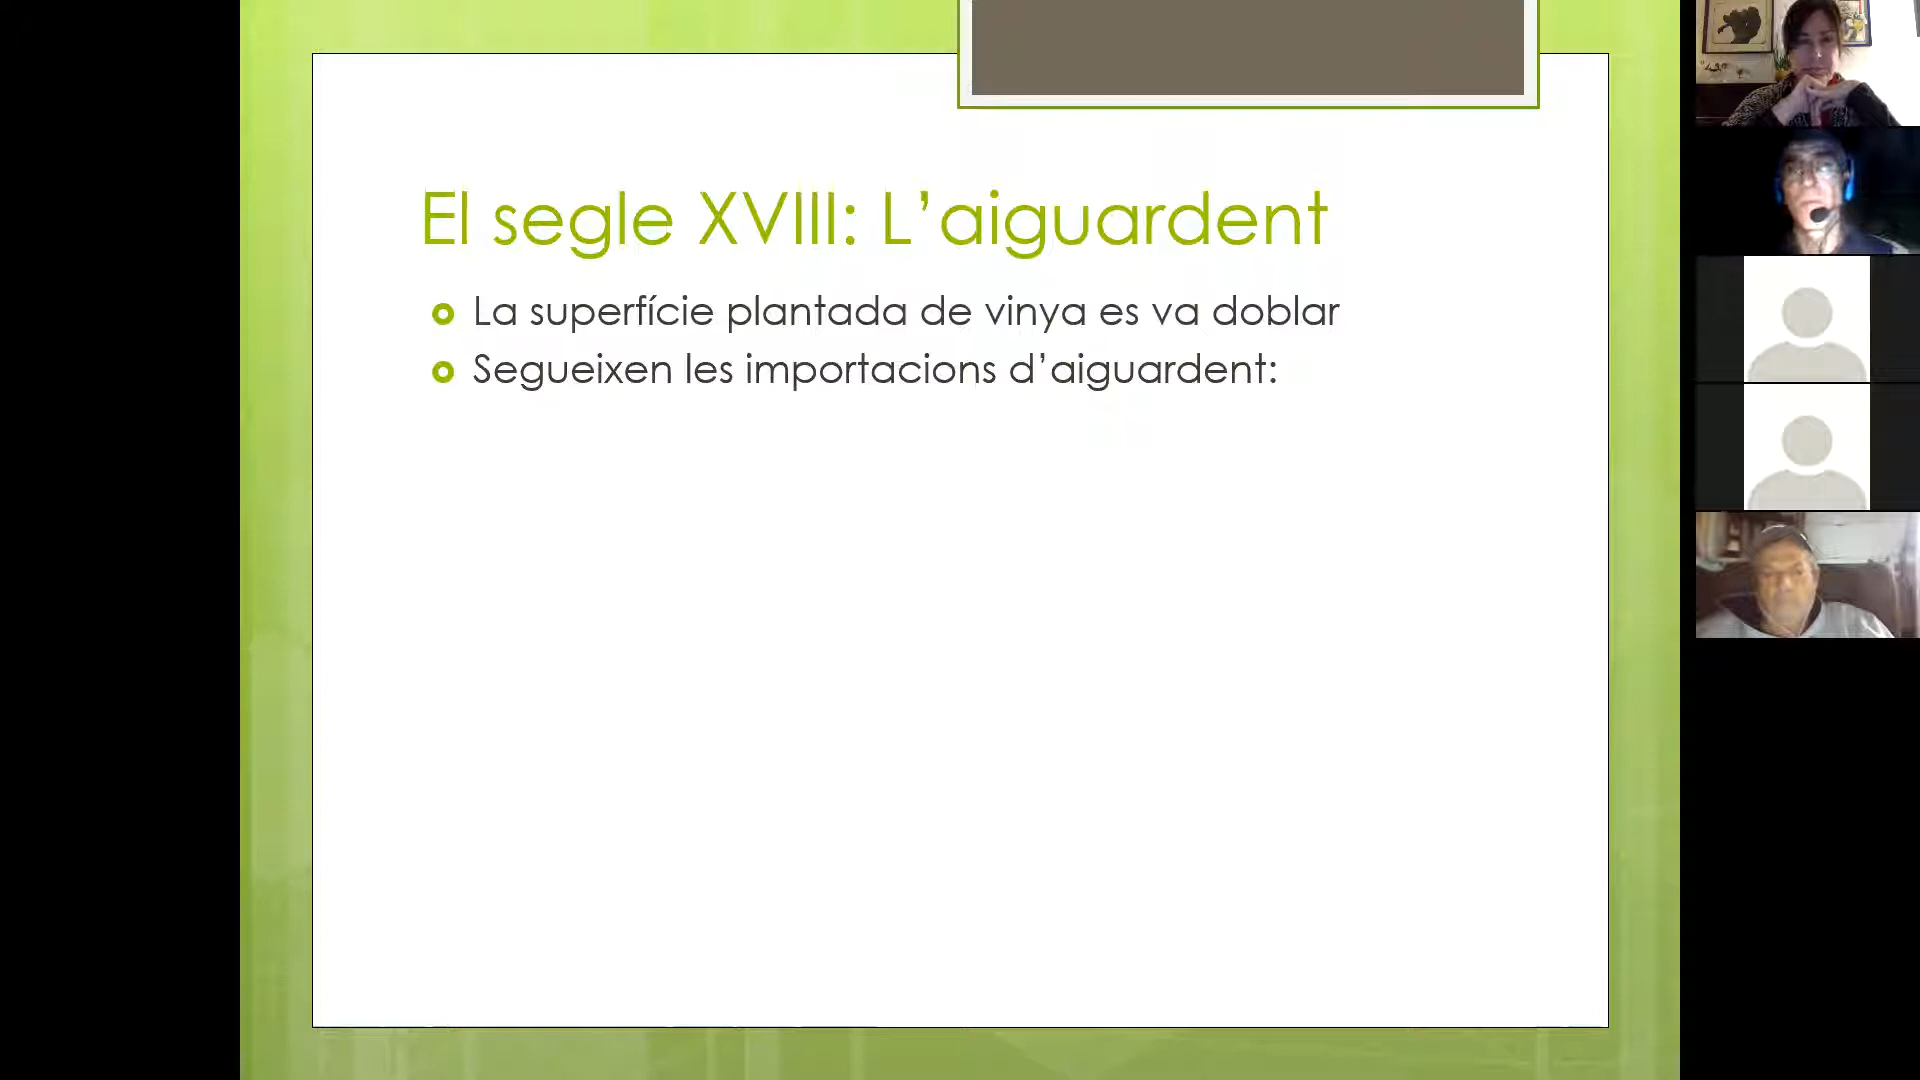 El segle XVIII: L’aiguardent
La superfície plantada de vinya es va doblar
Segueixen les importacions d’aiguardent: